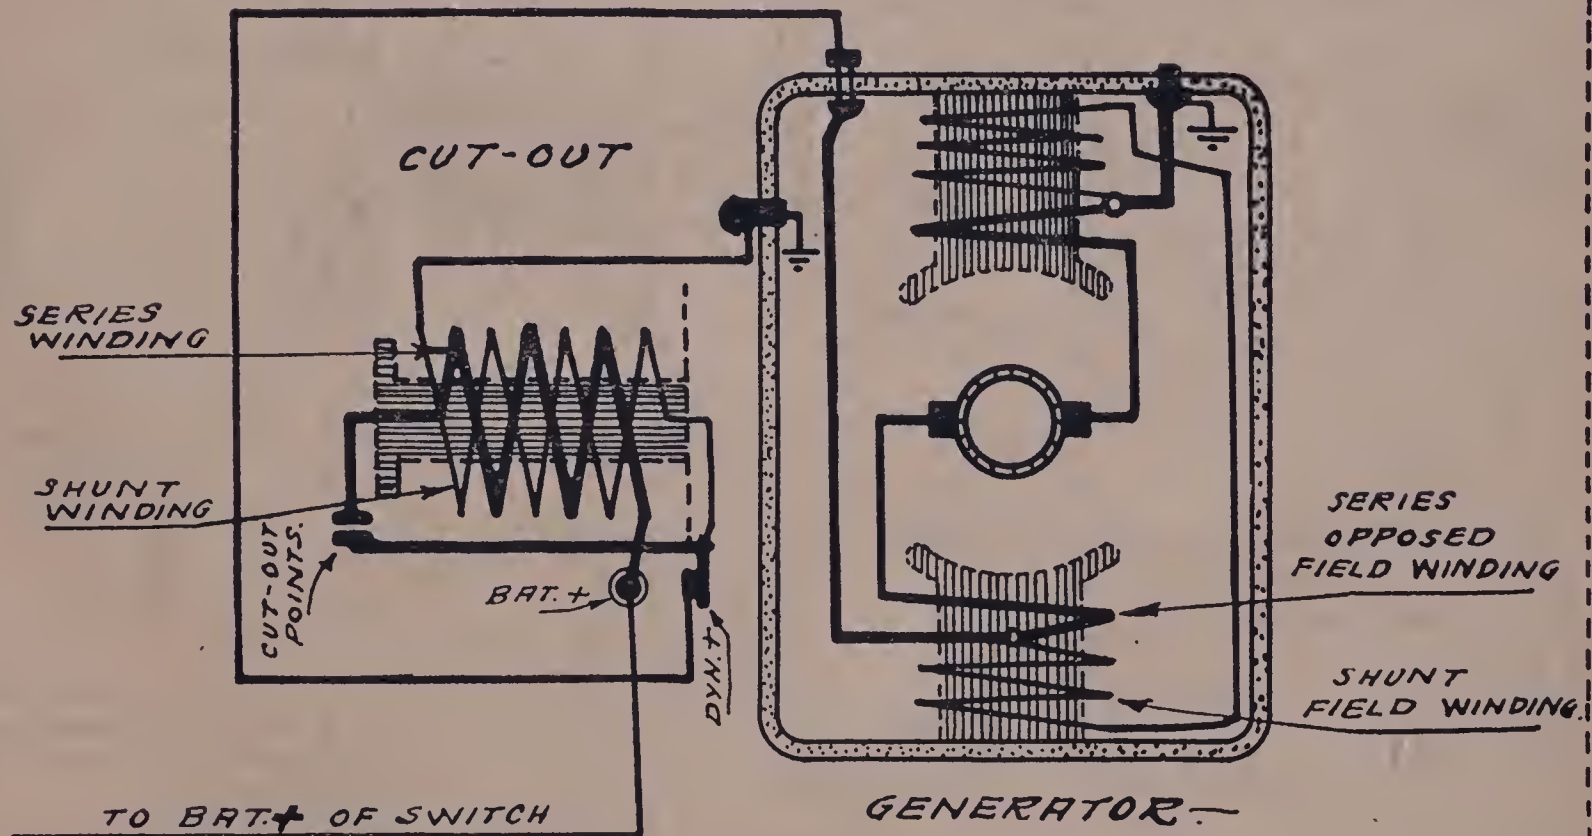 CUT-OUT
SERIES
WINDING
SHUNT
WINDING
CUT-OUT
POINTS.
BAT. +
DYN. +
SERIES
OPPOSED
FIELD WINDING
SHUNT
FIELD WINDING.
TO BAT.+ OF SWITCH
GENERATOR.—